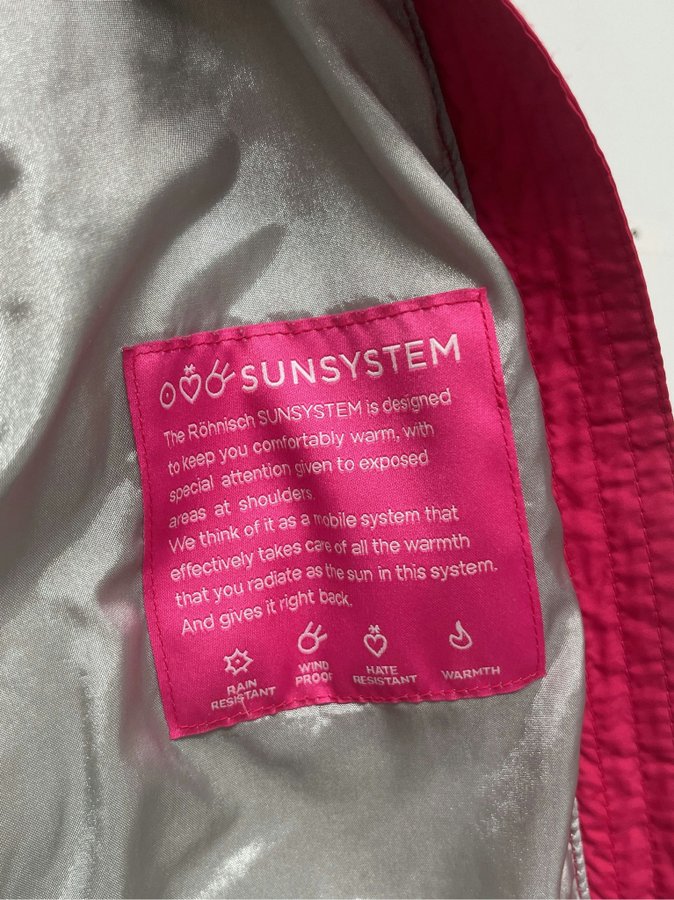 SUNSYSTEM
The Röhnisch SUNSYSTEM is designed
to keep you comfortably warm, with
special attention given to exposed
areas at shoulders.
We think of it as a mobile system that
effectively takes care of all the warmth
that you radiate as the sun in this system.
And gives it right back.
RAIN
RESISTANT
WIND
PROOF
HATE
RESISTANT
WARMTH